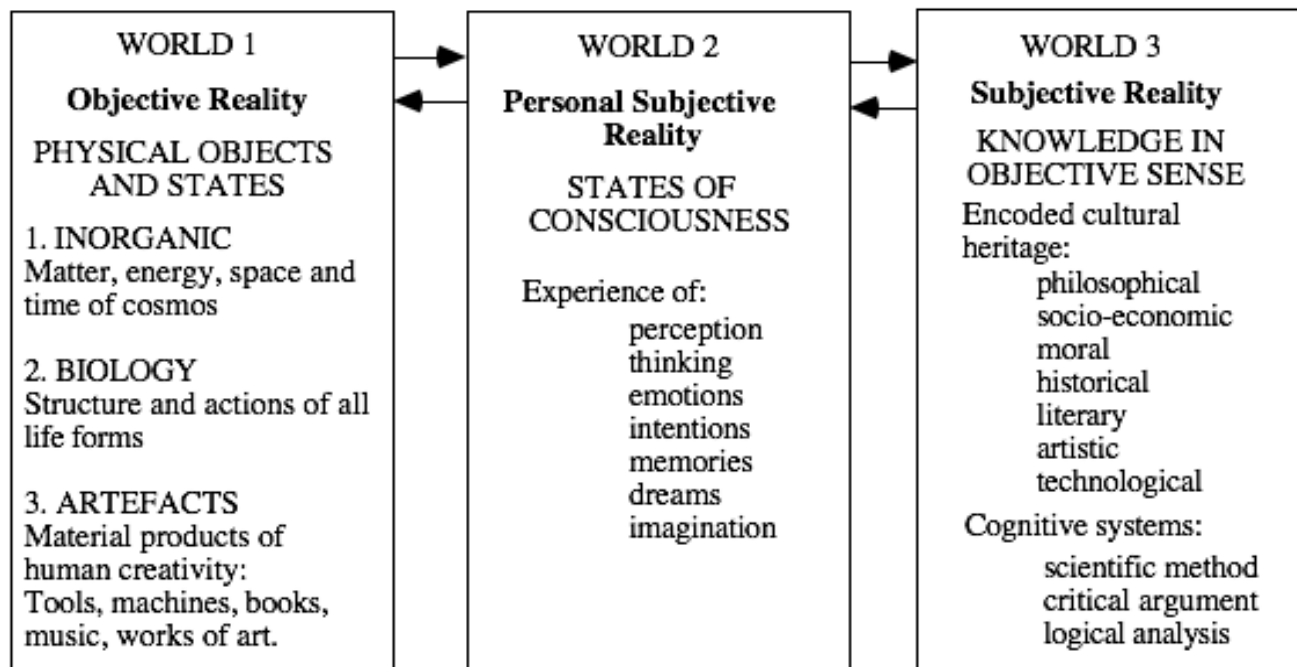 WORLD 1
Objective Reality
PHYSICAL OBJECTS
AND STATES
1. INORGANIC
Matter, energy, space and
time of cosmos
2. BIOLOGY
Structure and actions of all
life forms
3. ARTEFACTS
Material products of
human creativity:
Tools, machines, books,
music, works of art.
WORLD 2
Personal Subjective
Reality
STATES OF
CONSCIOUSNESS
Experience of:
perception
thinking
emotions
intentions
memories
dreams
imagination
WORLD 3
Subjective Reality
KNOWLEDGE IN
OBJECTIVE SENSE
Encoded cultural
heritage:
philosophical
socio-economic
moral
historical
literary
artistic
technological
Cognitive systems:
scientific method
critical argument
logical analysis